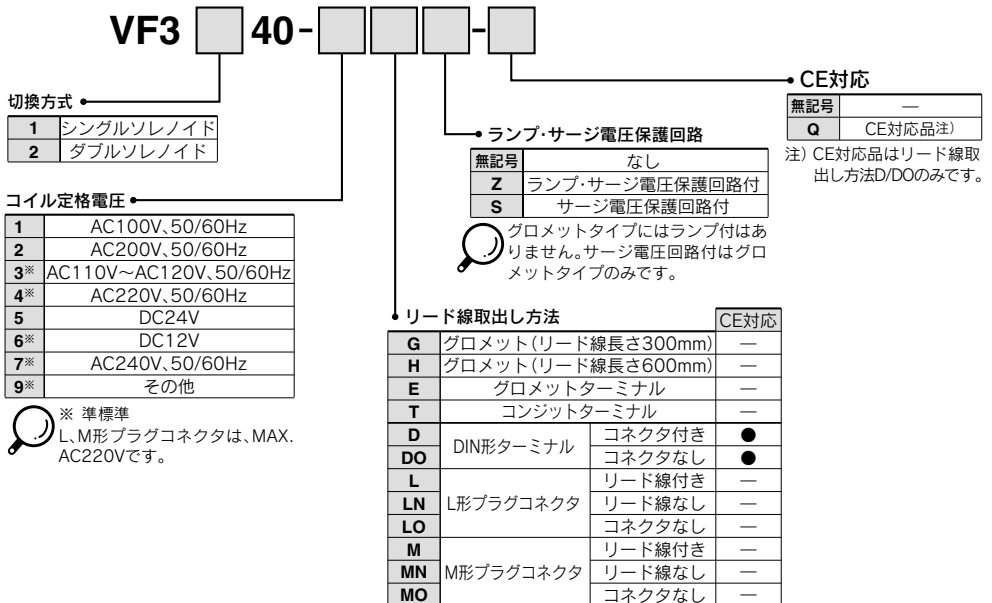 VF3 40-
切換方式
1 シングルソレノイド
2 ダブルソレノイド
コイル定格電圧
1 AC100V、50/60Hz
2 AC200V、50/60Hz
3※ AC110V～AC120V、50/60Hz
4※ AC220V、50/60Hz
5 DC24V
6※ DC12V
7※ AC240V、50/60Hz
9※ その他
※ 準標準
L、M形プラグコネクタは、MAX.
AC220Vです。
リード線取出し方法
CE対応
G グロメット(リード線長さ300mm) —
H グロメット(リード線長さ600mm) —
E グロメットターミナル —
T コンジットターミナル —
D DIN形ターミナル コネクタ付き ●
DO コネクタなし ●
L L形プラグコネクタ リード線付き —
LN リード線なし —
LO コネクタなし —
M M形プラグコネクタ リード線付き —
MN リード線なし —
MO コネクタなし —
ランプ・サージ電圧保護回路
無記号 なし
Z ランプ・サージ電圧保護回路付
S サージ電圧保護回路付
グロメットタイプにはランプ付はあ
りません。サージ電圧回路付はグロ
メットタイプのみです。
CE対応
無記号 —
Q CE対応品注)
注) CE対応品はリード線取
出し方法D/DOのみです。